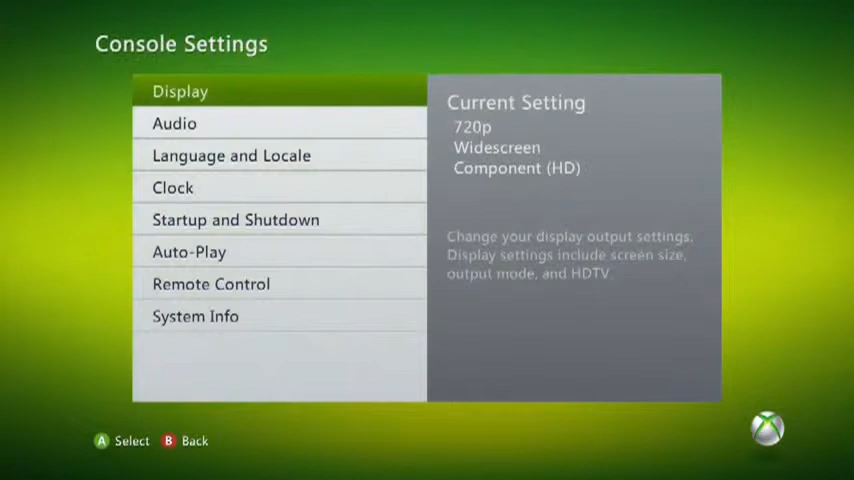 Console Settings
Display
Audio
Language and Locale
Clock
Startup and Shutdown
Auto-Play
Remote Control
System Info
Current Setting
720p
Widescreen
Component (HD)
Change your display output settings.
Display settings include screen size,
output mode, and HDTV.
A Select B Back